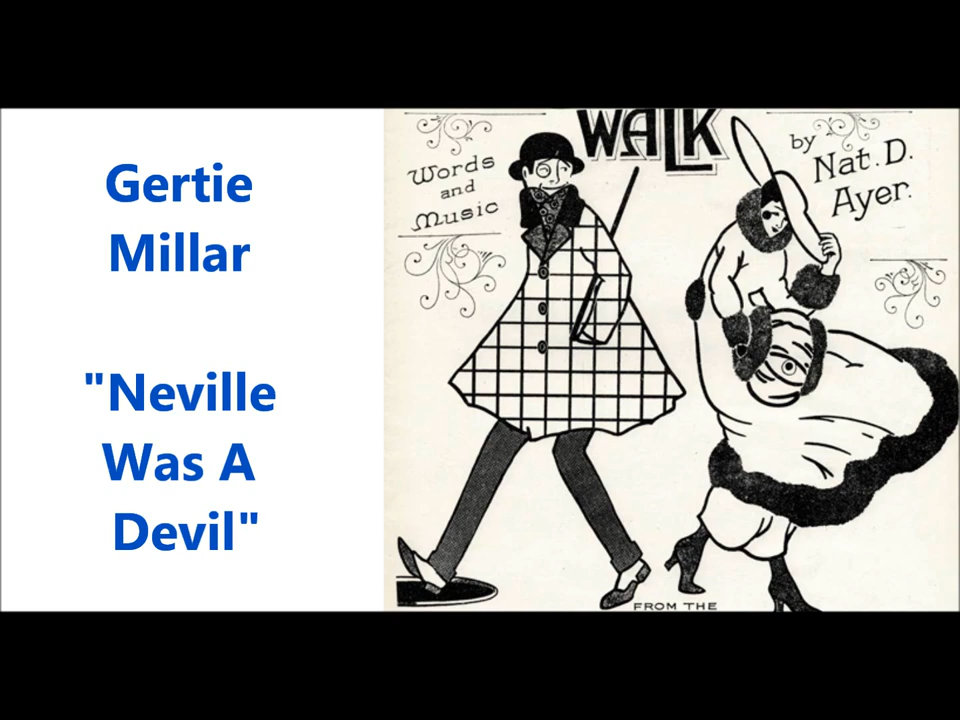 Gertie
Millar
"Neville
Was A
Devil"
WALK
Words
and
Music
by
Nat. D.
Ayer.
FROM THE